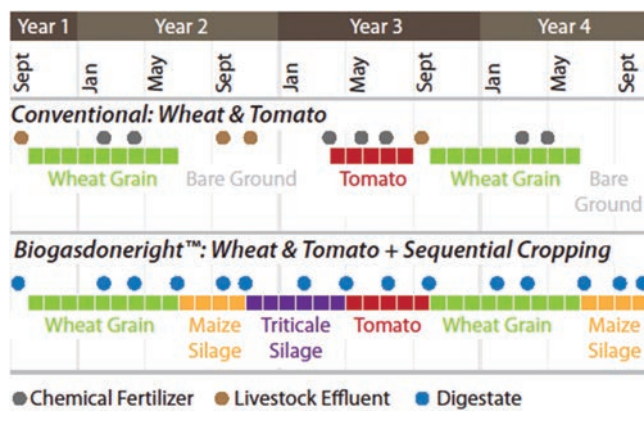 Year 1 Year 2 Year 3 Year 4
Sept Jan May Sept Jan May Sept Jan May Sept
Conventional: Wheat & Tomato
Wheat Grain Bare Ground Tomato Wheat Grain Bare
Ground
Biogasdoneright™: Wheat & Tomato + Sequential Cropping
Wheat Grain Maize Triticale Tomato Wheat Grain Maize
Silage Silage Silage
Chemical Fertilizer Livestock Effluent Digestate